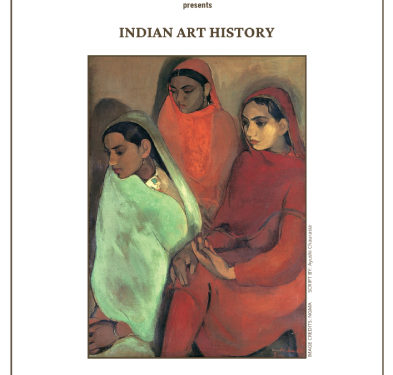 presents
INDIAN ART HISTORY
IMAGE CREDITS: NGMA
SCRIPT BY: Ayushi Chaurasia